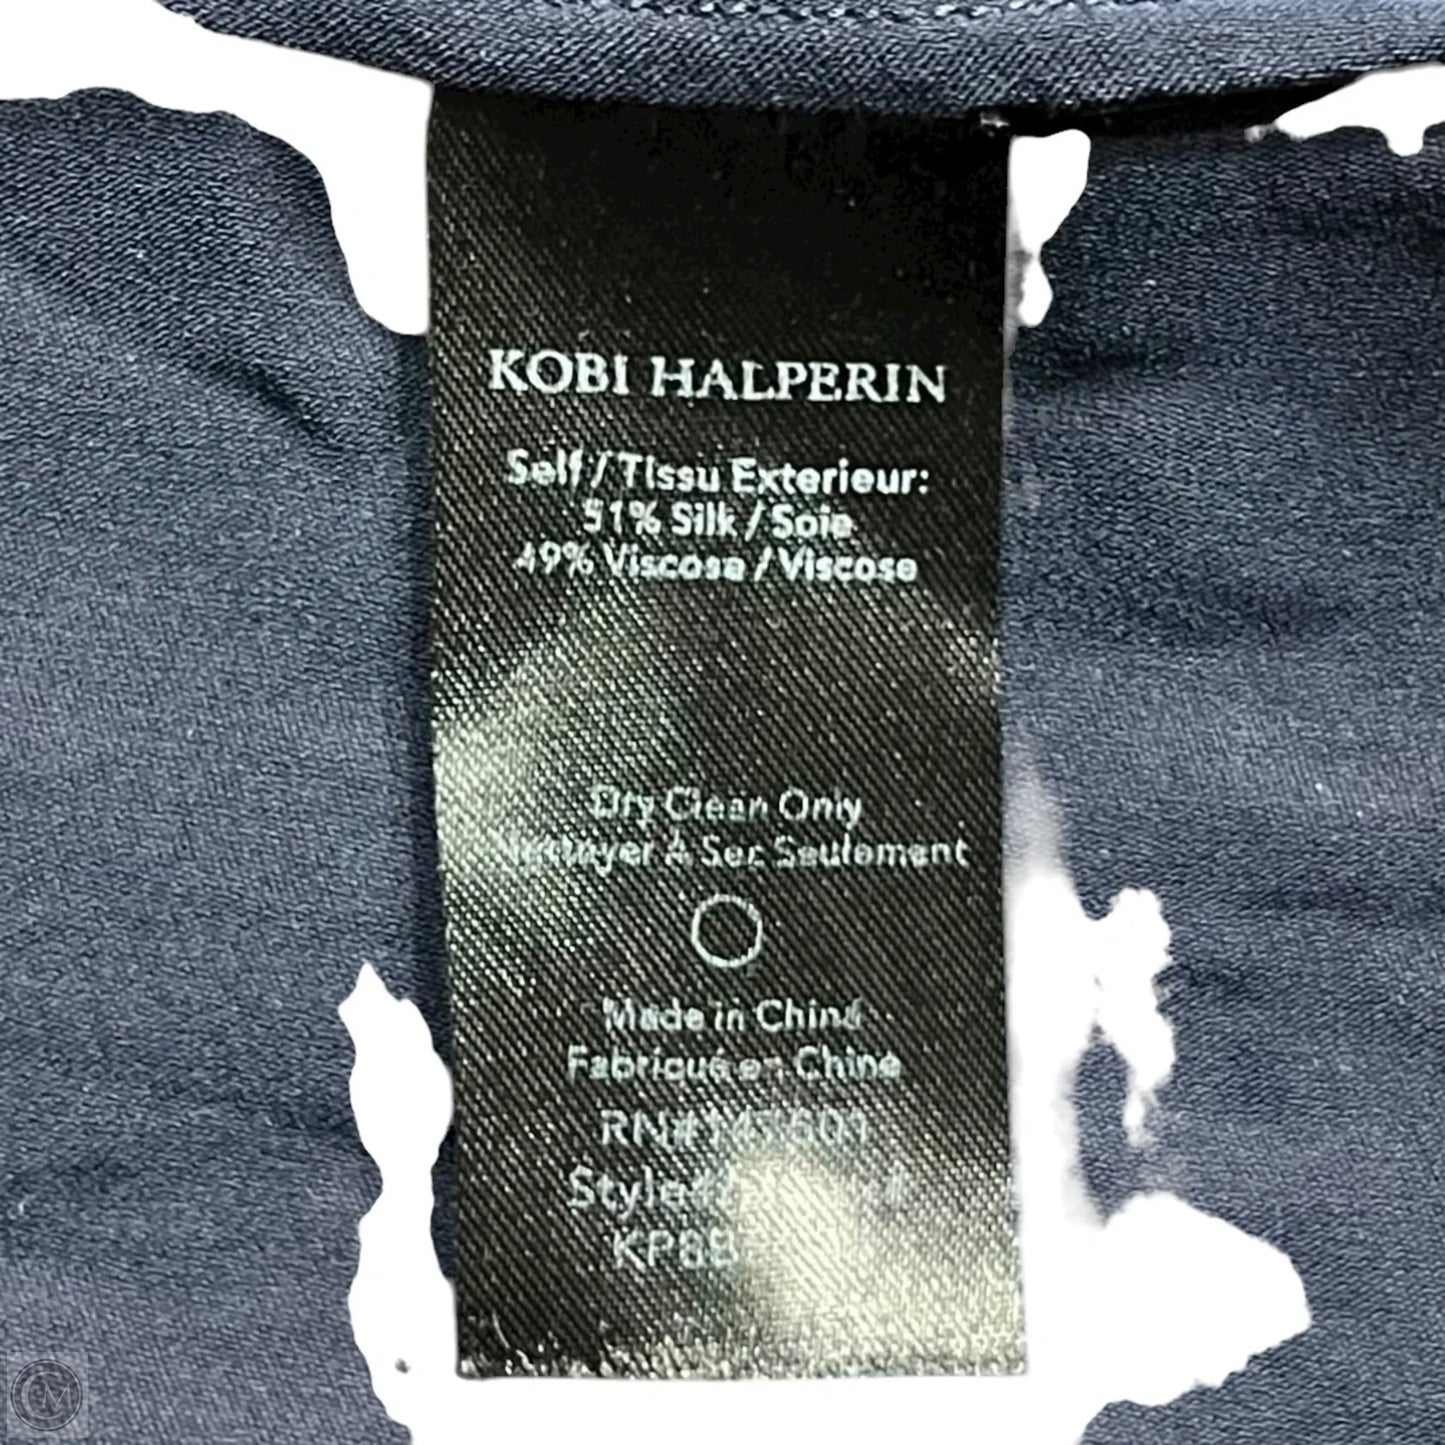 KOBI HALPERIN
Self / Tissu Exterieur:
51% Silk / Soie
49% Viscose / Viscose
Dry Clean Only
A Sec Seulement
Made in China
Fabriqué en Chine
CM